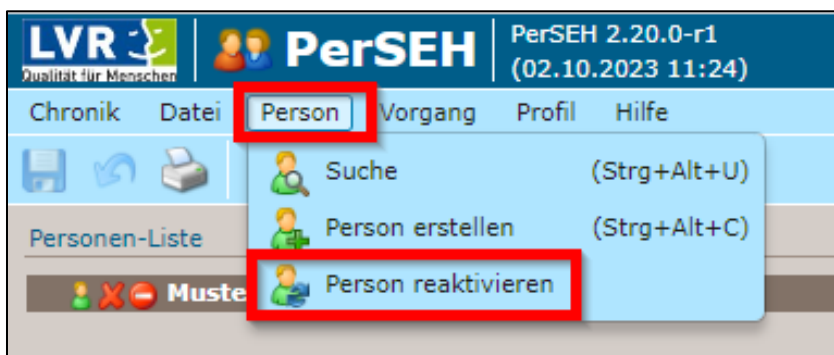 LVR
Qualität für Menschen
PerSEH
PerSEH 2.20.0-r1
(02.10.2023 11:24)
Chronik Datei Person Vorgang Profil Hilfe
Suche (Strg+Alt+U)
Person erstellen (Strg+Alt+C)
Person reaktivieren
Personen-Liste
Muste